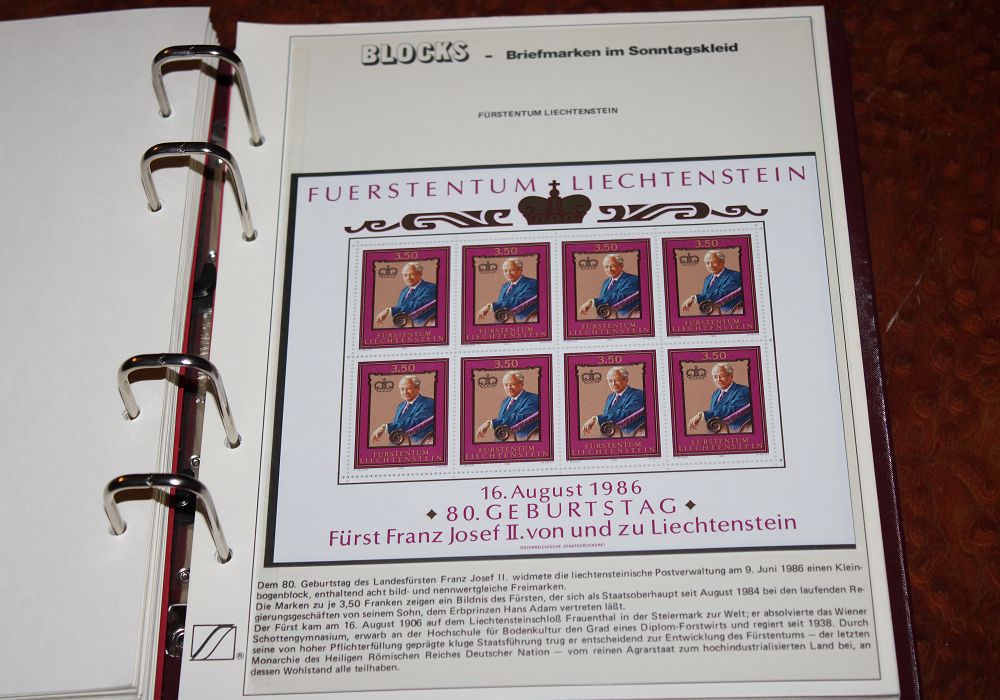 BLOCKS - Briefmarken im Sonntagskleid
FÜRSTENTUM LIECHTENSTEIN
FUERSTENTUM LIECHTENSTEIN
3.50 3.50 3.50 3.50
FÜRSTENTUM FÜRSTENTUM FÜRSTENTUM FÜRSTENTUM
LIECHTENSTEIN LIECHTENSTEIN LIECHTENSTEIN LIECHTENSTEIN
3.50 3.50 3.50 3.50
FÜRSTENTUM FÜRSTENTUM FÜRSTENTUM FÜRSTENTUM
LIECHTENSTEIN LIECHTENSTEIN LIECHTENSTEIN LIECHTENSTEIN
16. August 1986
80. GEBURTSTAG
Fürst Franz Josef II. von und zu Liechtenstein
ÖSTERREICHISCHE STAATSDRUCKEREI
Dem 80. Geburtstag des Landesfürsten Franz Josef II. widmete die liechtensteinische Postverwaltung am 9. Juni 1986 einen Klein-
bogenblock, enthaltend acht bild- und nennwertgleiche Freimarken.
Die Marken zu je 3,50 Franken zeigen ein Bildnis des Fürsten, der sich als Staatsoberhaupt seit August 1984 bei den laufenden Re-
gierungsgeschäften von seinem Sohn, dem Erbprinzen Hans Adam vertreten läßt.
Der Fürst kam am 16. August 1906 auf dem Liechtensteinschloß Frauenthal in der Steiermark zur Welt; er absolvierte das Wiener
Schottengymnasium, erwarb an der Hochschule für Bodenkultur den Grad eines Diplom-Forstwirts und regiert seit 1938. Durch
seine von hoher Pflichterfüllung geprägte kluge Staatsführung trug er entscheidend zur Entwicklung des Fürstentums - der letzten
Monarchie des Heiligen Römischen Reiches Deutscher Nation - vom reinen Agrarstaat zum hochindustrialisierten Land bei, an
dessen Wohlstand alle teilhaben.
®